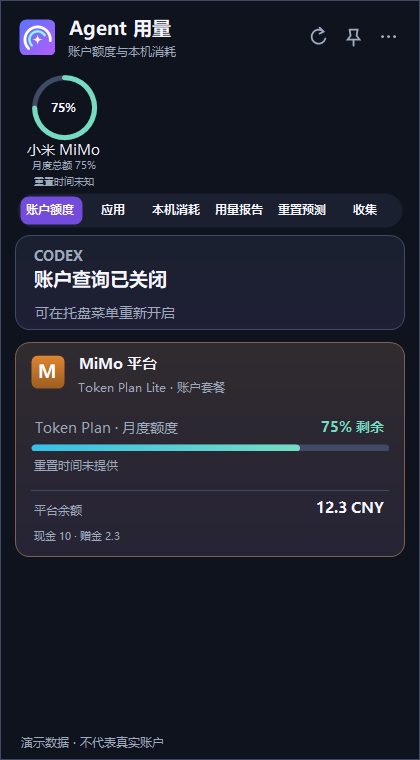 Agent 用量
账户额度与本机消耗
75%
小米 MiMo
月度总额 75%
重置时间未知
账户额度 应用 本机消耗 用量报告 重置预测 收集
CODEX
账户查询已关闭
可在托盘菜单重新开启
M
MiMo 平台
Token Plan Lite · 账户套餐
Token Plan · 月度额度 75% 剩余
重置时间未提供
平台余额 12.3 CNY
现金 10 · 赠金 2.3
演示数据 · 不代表真实账户